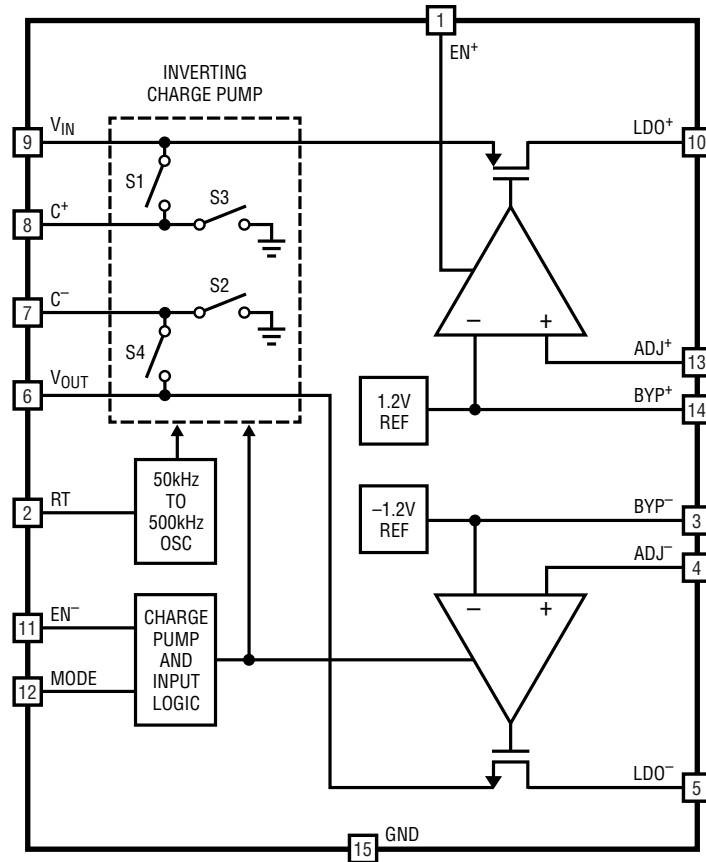 1
EN⁺
INVERTING
CHARGE PUMP
9
V_IN
LDO⁺
10
S1
S3
8
C⁺
7
C⁻
S2
S4
6
V_OUT
–
+
ADJ⁺
13
1.2V
REF
BYP⁺
14
2
RT
50kHz
TO
500kHz
OSC
–1.2V
REF
BYP⁻
3
ADJ⁻
4
–
+
11
EN⁻
12
MODE
CHARGE
PUMP
AND
INPUT
LOGIC
LDO⁻
5
15
GND